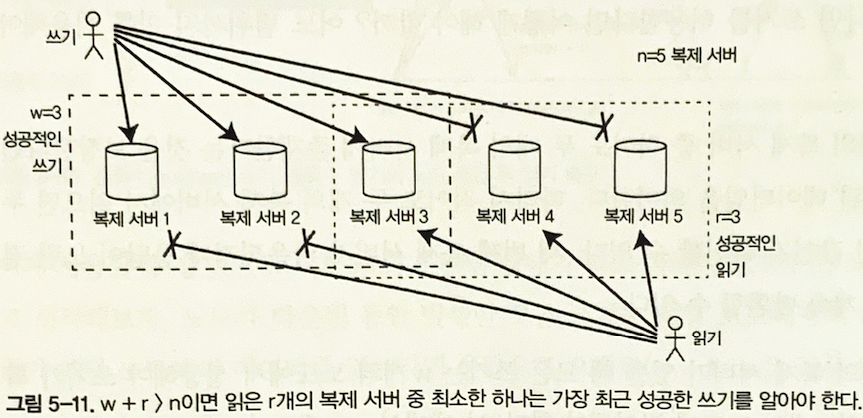 쓰기
n=5 복제 서버
w=3
성공적인
쓰기
복제 서버 1
복제 서버 2
복제 서버 3
복제 서버 4
복제 서버 5
r=3
성공적인
읽기
읽기
그림 5-11. w + r > n이면 읽은 r개의 복제 서버 중 최소한 하나는 가장 최근 성공한 쓰기를 알아야 한다.